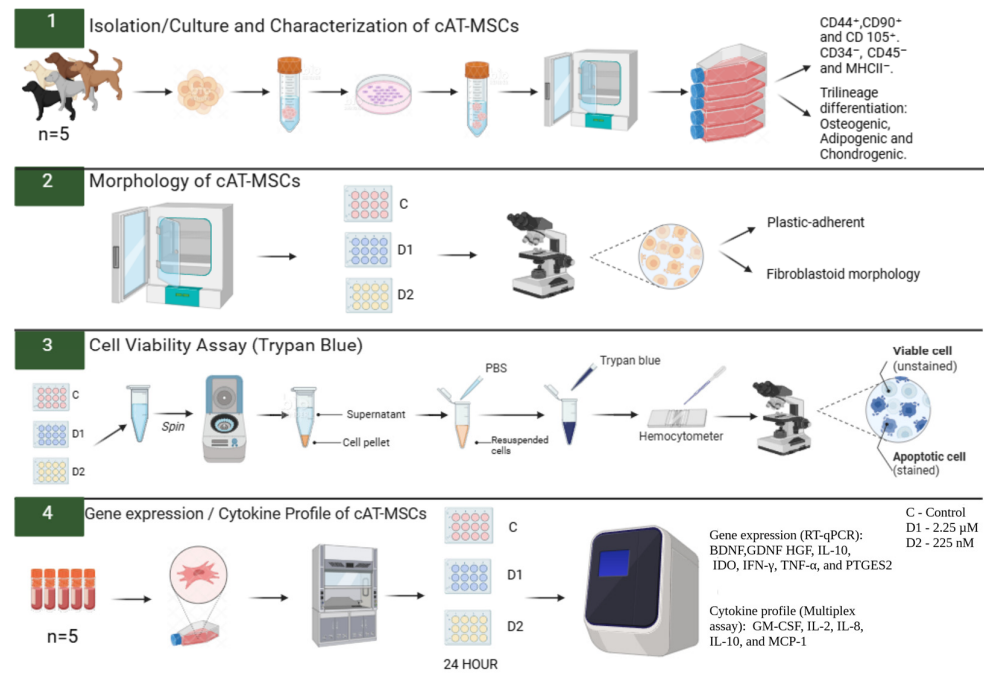 1
Isolation/Culture and Characterization of cAT-MSCs
n=5
CD44⁺,CD90⁺
and CD 105⁺.
CD34⁻, CD45⁻
and MHCII⁻.
Trilineage
differentiation:
Osteogenic,
Adipogenic and
Chondrogenic.
2
Morphology of cAT-MSCs
C
D1
D2
Plastic-adherent
Fibroblastoid morphology
3
Cell Viability Assay (Trypan Blue)
C
D1
D2
Spin
Supernatant
Cell pellet
PBS
Resuspended
cells
Trypan blue
Hemocytometer
Viable cell
(unstained)
Apoptotic cell
(stained)
4
Gene expression / Cytokine Profile of cAT-MSCs
n=5
C
D1
D2
24 HOUR
C - Control
D1 - 2.25 µM
D2 - 225 nM
Gene expression (RT-qPCR):
BDNF,GDNF HGF, IL-10,
IDO, IFN-γ, TNF-α, and PTGES2
Cytokine profile (Multiplex
assay): GM-CSF, IL-2, IL-8,
IL-10, and MCP-1